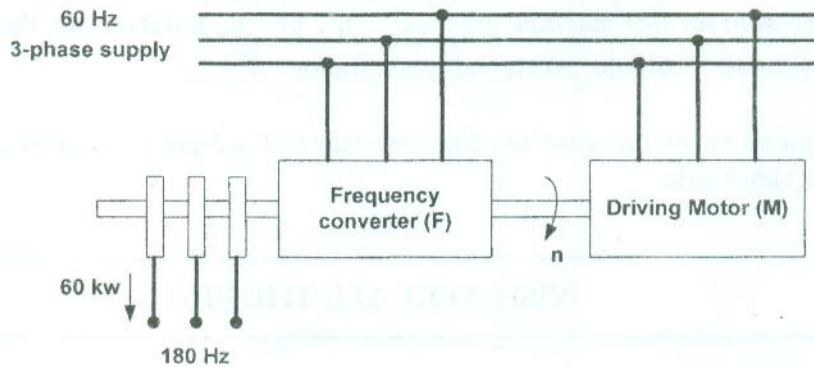 60 Hz
3-phase supply
Frequency
converter (F)
Driving Motor (M)
n
60 kw
180 Hz